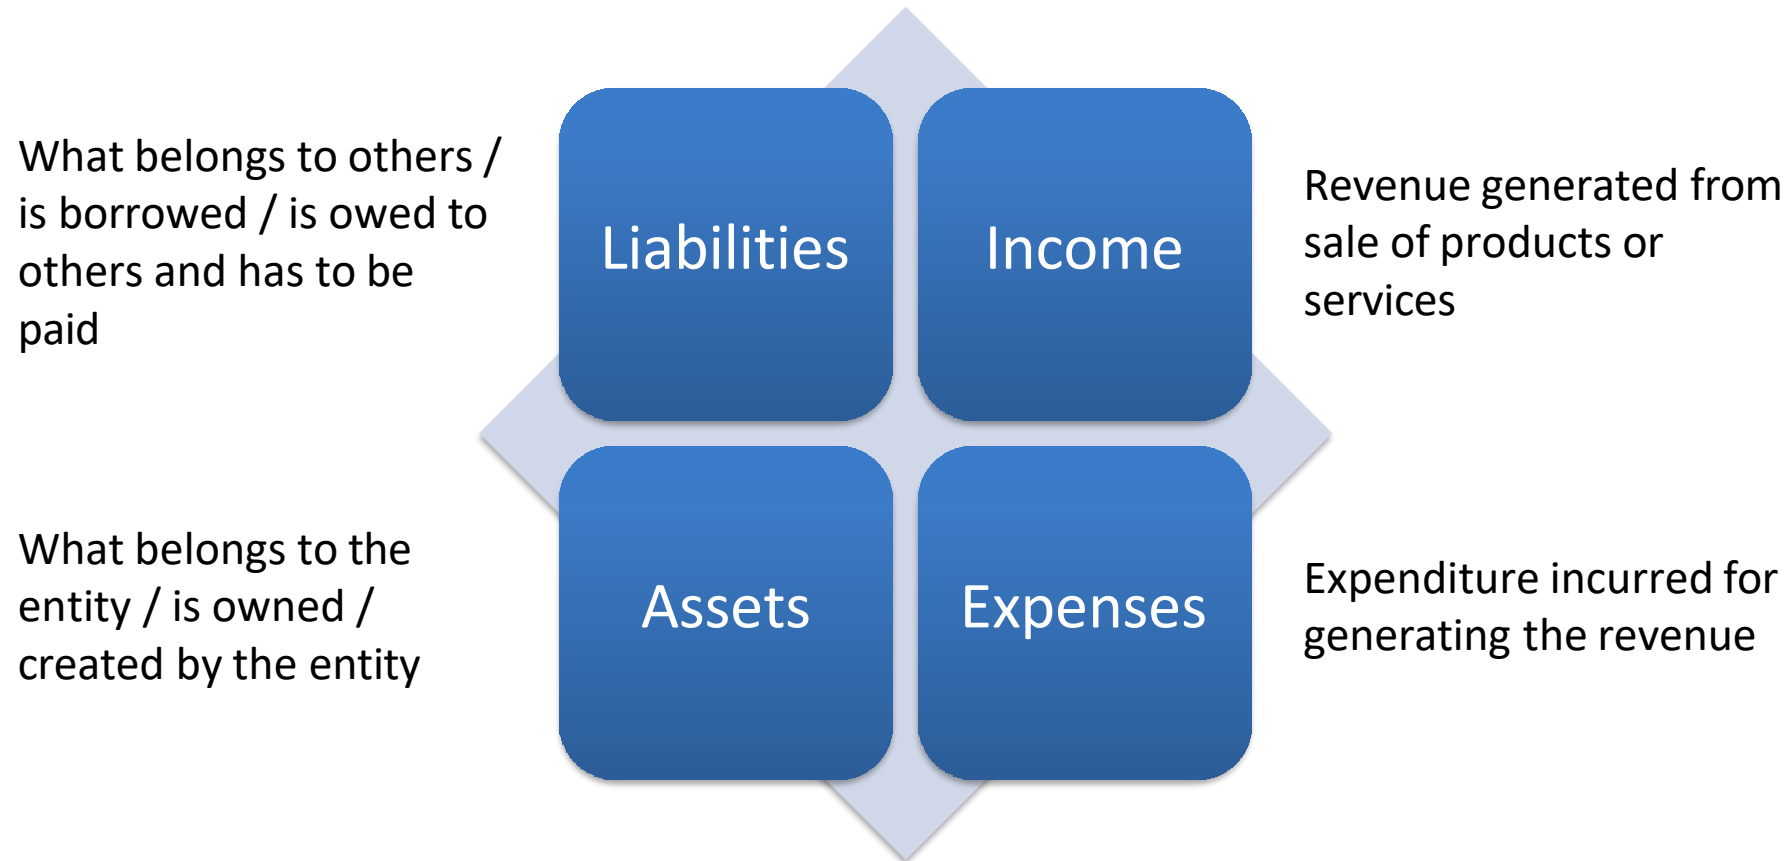 What belongs to others /
is borrowed / is owed to
others and has to be
paid
Liabilities
Income
Revenue generated from
sale of products or
services
What belongs to the
entity / is owned /
created by the entity
Assets
Expenses
Expenditure incurred for
generating the revenue